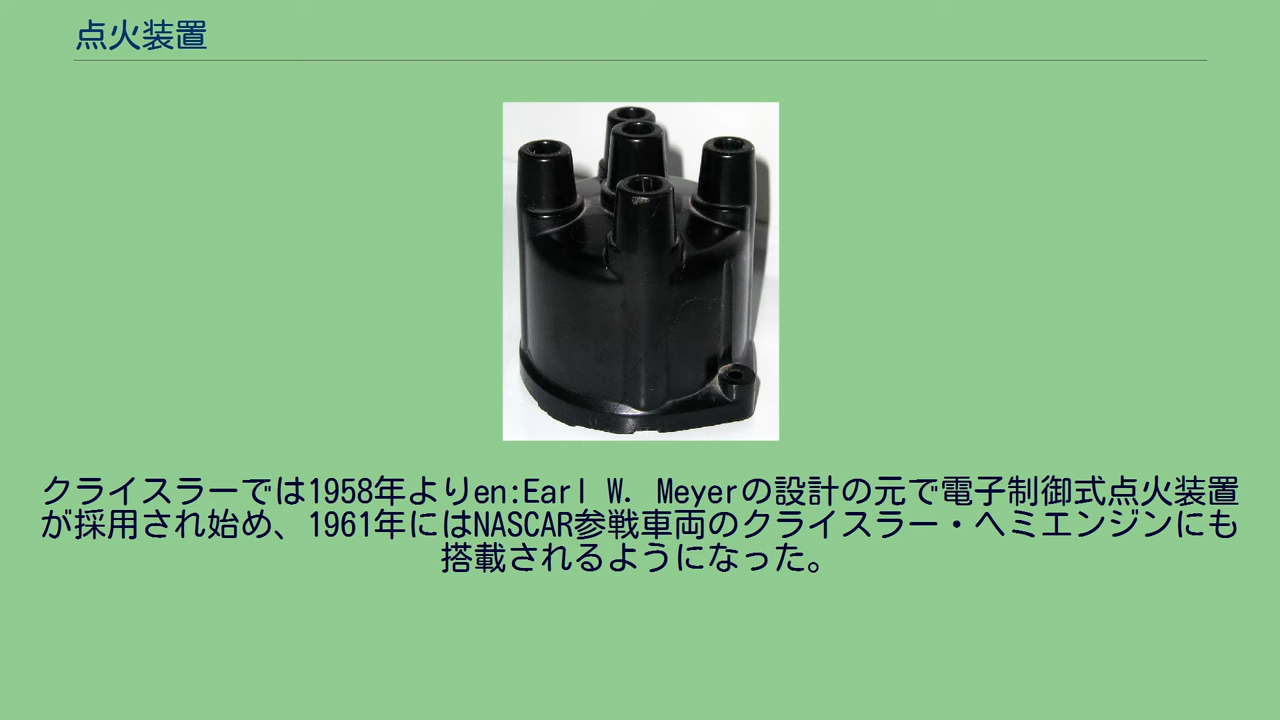 点火装置
クライスラーでは1958年よりen:Earl W. Meyerの設計の元で電子制御式点火装置
が採用され始め、1961年にはNASCAR参戦車両のクライスラー・ヘミエンジンにも
搭載されるようになった。